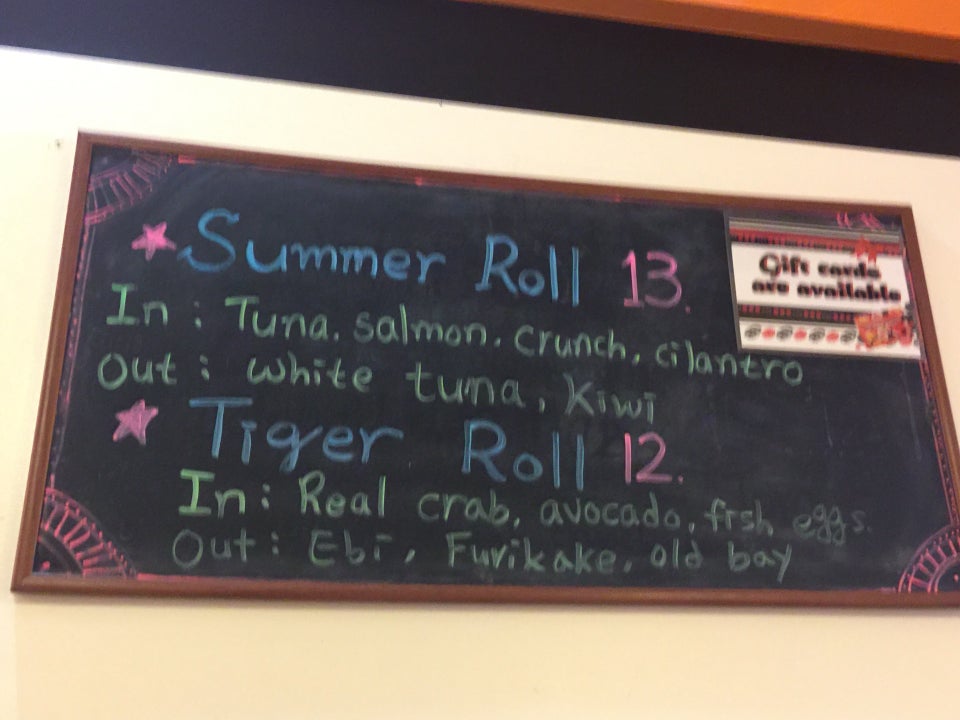 Summer Roll 13.
In : Tuna. salmon. crunch, cilantro
Out : white tuna, kiwi
Tiger Roll 12.
In : Real crab, avocado, fish eggs.
Out : Ebi, Furikake, old bay
Gift cards
are available